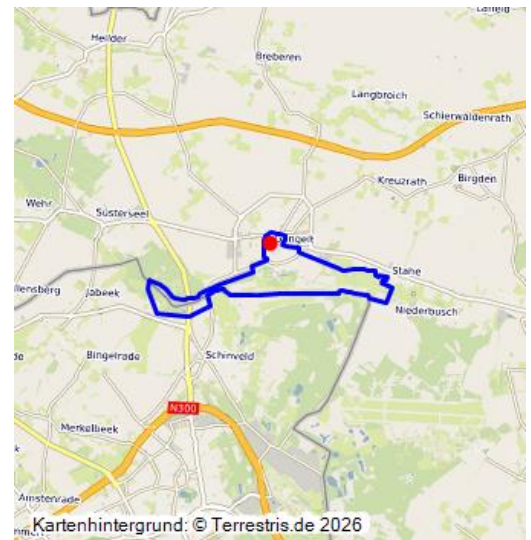 Heilder
Breberen
Langbroich
Schierwaldenrath
Birgden
Kreuzrath
Wehr
Süsterseel
Stahe
Jabeek
Niederbusch
Bingelrade
Schinveld
N300
Merkelbeek
Amstenrade
Kartenhintergrund: © Terrestris.de 2026